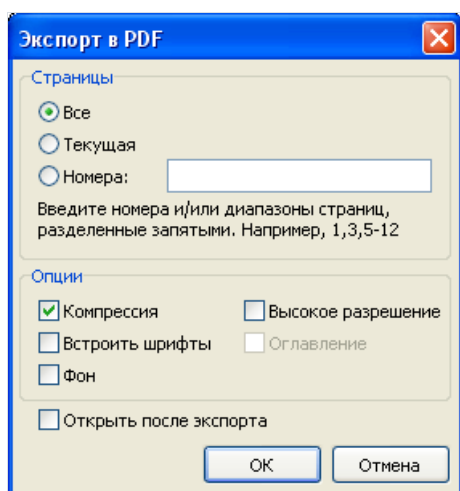 Экспорт в PDF
Страницы
Все
Текущая
Номера:
Введите номера и/или диапазоны страниц,
разделенные запятыми. Например, 1,3,5-12
Опции
Компрессия
Высокое разрешение
Встроить шрифты
Оглавление
Фон
Открыть после экспорта
ОК
Отмена